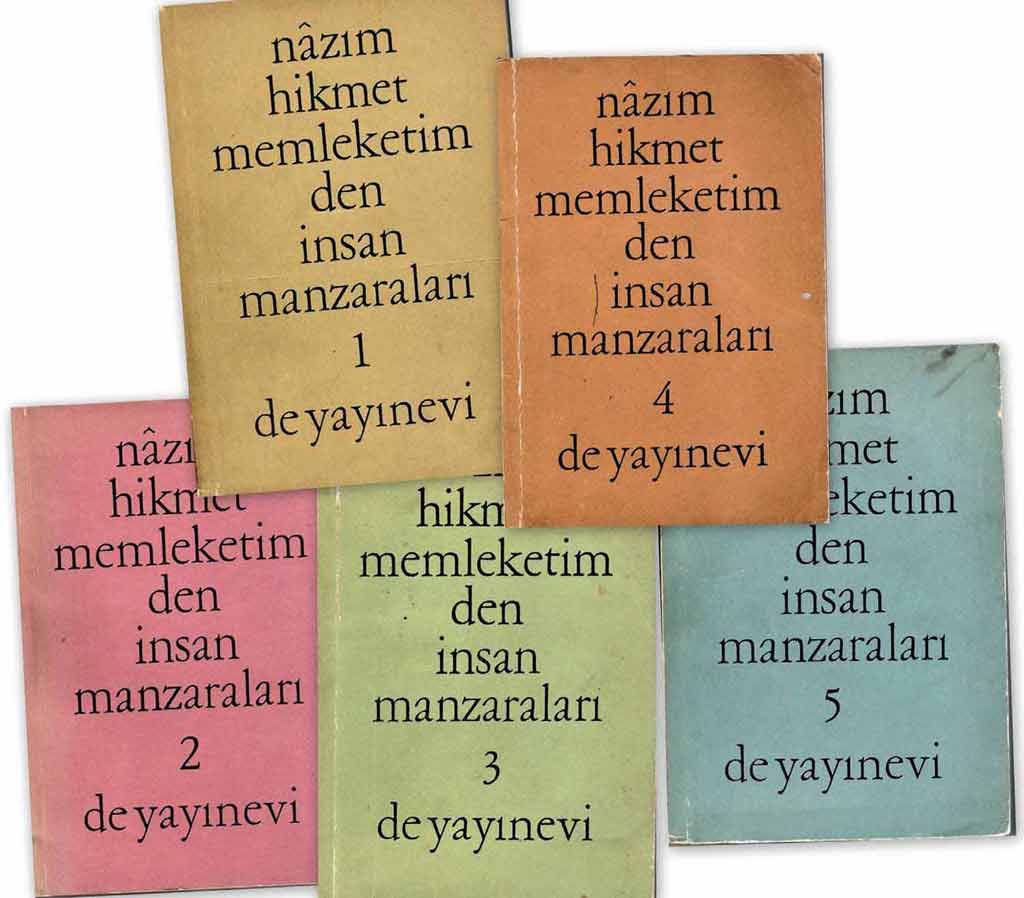 nâzım
hikmet
memleketim
den
insan
manzaraları
1
de yayınevi
nâzım
hikmet
memleketim
den
insan
manzaraları
4
de yayınevi
hikmet
memleketim
den
insan
manzaraları
2
de yayınevi
memleketim
den
insan
manzaraları
3
de yayınevi
den
insan
manzaraları
5
de yayınevi